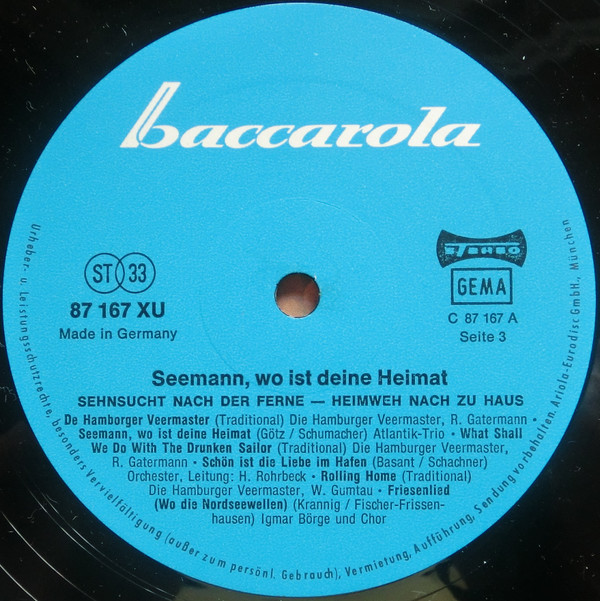 baccarola
ST 33
87 167 XU
Made in Germany
STEREO
GEMA
C 87 167 A
Seite 3
Seemann, wo ist deine Heimat
SEHNSUCHT NACH DER FERNE — HEIMWEH NACH ZU HAUS
De Hamborger Veermaster (Traditional) Die Hamburger Veermaster, R. Gatermann •
Seemann, wo ist deine Heimat (Götz / Schumacher) Atlantik-Trio • What Shall
We Do With The Drunken Sailor (Traditional) Die Hamburger Veermaster,
R. Gatermann • Schön ist die Liebe im Hafen (Basant / Schachner)
Orchester, Leitung: H. Rohrbeck • Rolling Home (Traditional)
Die Hamburger Veermaster, W. Gumtau • Friesenlied
(Wo die Nordseewellen) (Krannig / Fischer-Frissen-
hausen) Igmar Börge und Chor
Urheber- u. Leistungsschutzrechte, besonders Vervielfältigung (außer zum persönl. Gebrauch), Vermietung, Aufführung, Sendung vorbehalten. Ariola-Eurodisc GmbH., München